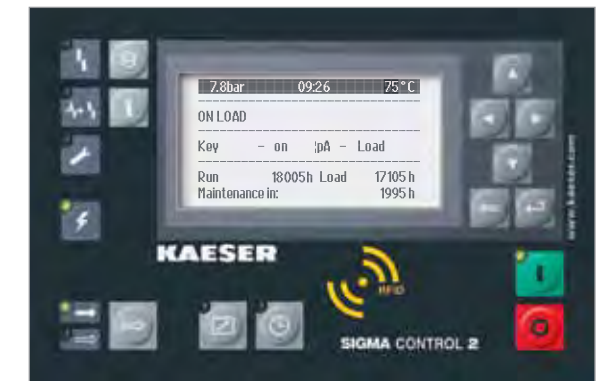 7.8bar 09:26 75°C
ON LOAD
Key - on ¦pA - Load
Run 18005h Load 17105h
Maintenance in: 1995h
www.kaeser.com
KAESER
RFID
SIGMA CONTROL 2